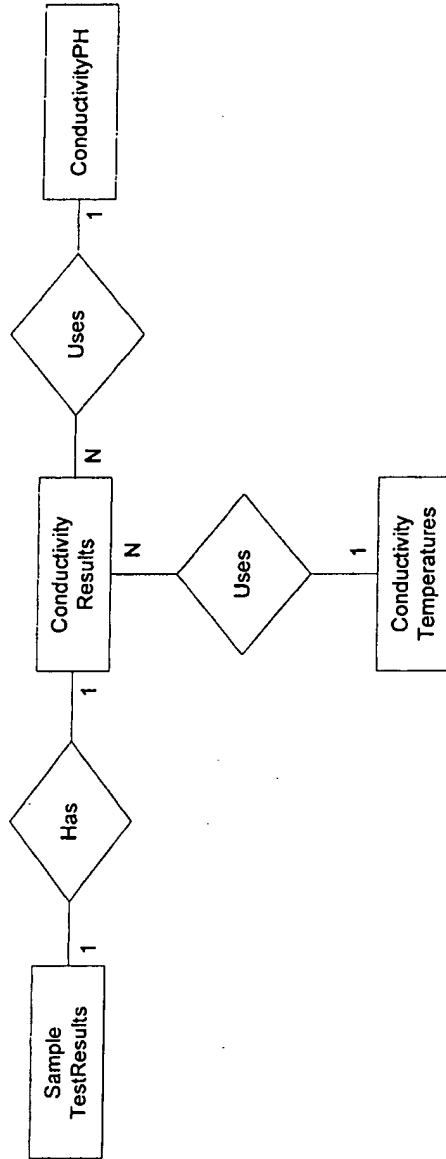 Sample
TestResults
1
Has
1
Conductivity
Results
N
Uses
1
ConductivityPH
N
Uses
1
Conductivity
Temperatures